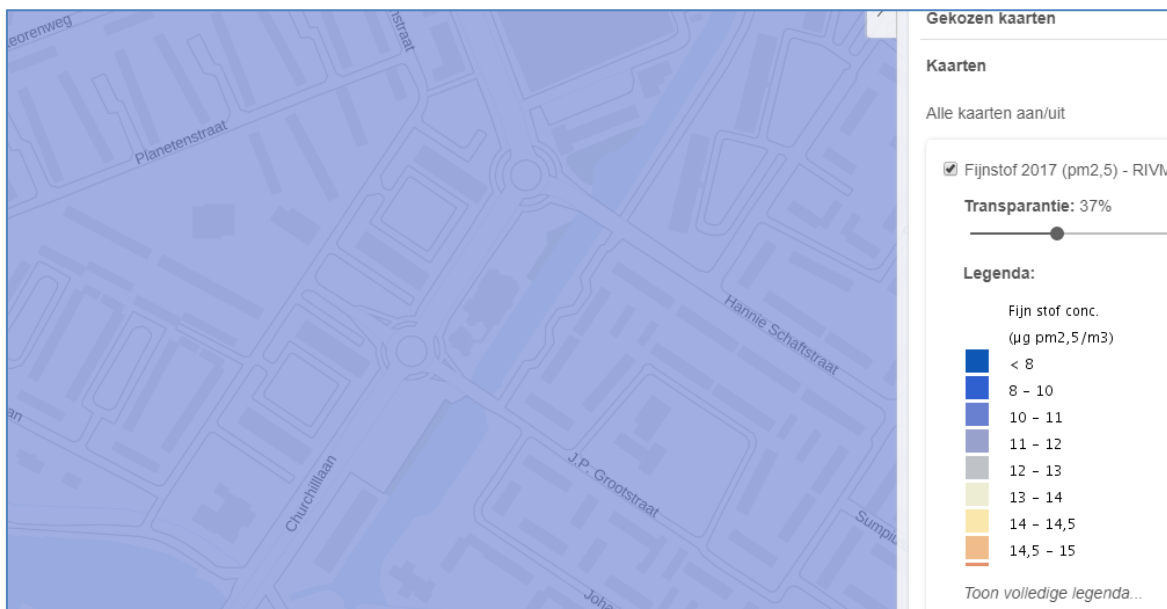 Planetenstraat
Hannie Schaftstraat
J.P. Grootstraat
Churchilllaan
Gekozen kaarten
Kaarten
Alle kaarten aan/uit
Fijnstof 2017 (pm2,5) - RIVM
Transparantie: 37%
Legenda:
Fijn stof conc.
(µg pm2,5/m3)
< 8
8 – 10
10 – 11
11 – 12
12 – 13
13 – 14
14 – 14,5
14,5 – 15
Toon volledige legenda...